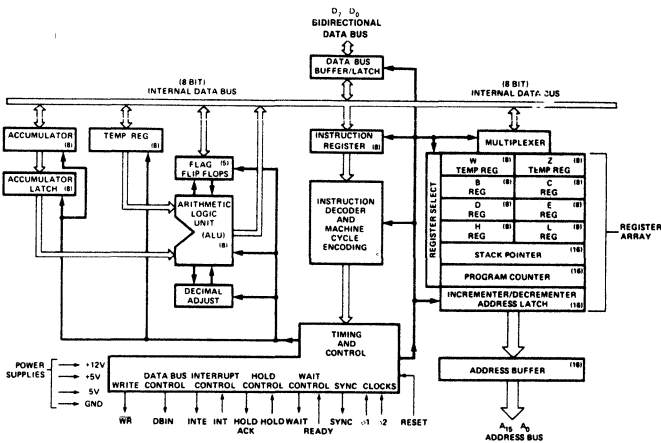 D7 D0
BIDIRECTIONAL
DATA BUS
DATA BUS
BUFFER/LATCH
(8 BIT)
INTERNAL DATA BUS
(8 BIT)
INTERNAL DATA BUS
ACCUMULATOR
(8)
TEMP REG
(8)
INSTRUCTION
REGISTER (8)
MULTIPLEXER
ACCUMULATOR
LATCH (8)
FLAG (5)
FLIP FLOPS
ARITHMETIC
LOGIC
UNIT
(ALU)
(8)
DECIMAL
ADJUST
INSTRUCTION
DECODER
AND
MACHINE
CYCLE
ENCODING
REGISTER SELECT
W (8)
TEMP REG
Z (8)
TEMP REG
B (8)
REG
C (8)
REG
D (8)
REG
E (8)
REG
H (8)
REG
L (8)
REG
STACK POINTER (16)
PROGRAM COUNTER (16)
INCREMENTER/DECREMENTER
ADDRESS LATCH (16)
REGISTER
ARRAY
TIMING
AND
CONTROL
ADDRESS BUFFER (16)
POWER
SUPPLIES
+12V
+5V
5V
GND
WRITE
DATA BUS
CONTROL
INTERRUPT
CONTROL
HOLD
CONTROL
WAIT
CONTROL
SYNC
CLOCKS
WR
DBIN
INTE
INT
HOLD
ACK
HOLD
WAIT
READY
SYNC
φ1
φ2
RESET
A15 A0
ADDRESS BUS